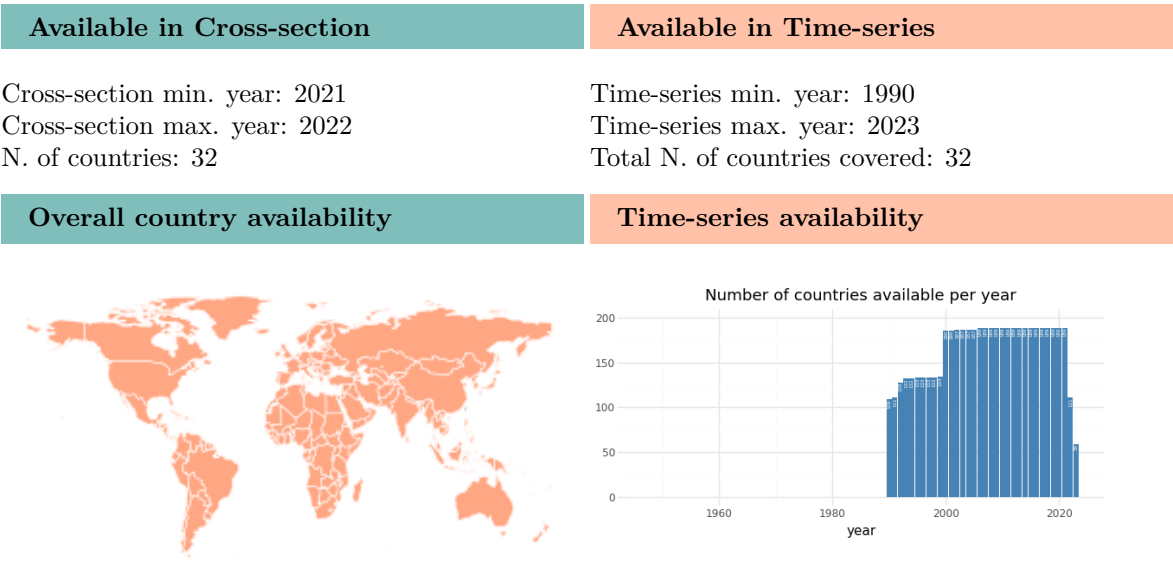 Available in Cross-section
Available in Time-series
Cross-section min. year: 2021
Cross-section max. year: 2022
N. of countries: 32
Time-series min. year: 1990
Time-series max. year: 2023
Total N. of countries covered: 32
Overall country availability
Time-series availability
Number of countries available per year
200
150
100
50
0
1960
1980
2000
2020
year